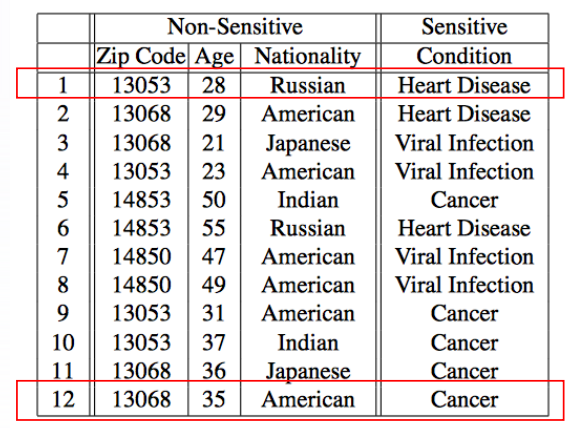 Non-Sensitive Sensitive
Zip Code Age Nationality Condition
1 13053 28 Russian Heart Disease
2 13068 29 American Heart Disease
3 13068 21 Japanese Viral Infection
4 13053 23 American Viral Infection
5 14853 50 Indian Cancer
6 14853 55 Russian Heart Disease
7 14850 47 American Viral Infection
8 14850 49 American Viral Infection
9 13053 31 American Cancer
10 13053 37 Indian Cancer
11 13068 36 Japanese Cancer
12 13068 35 American Cancer